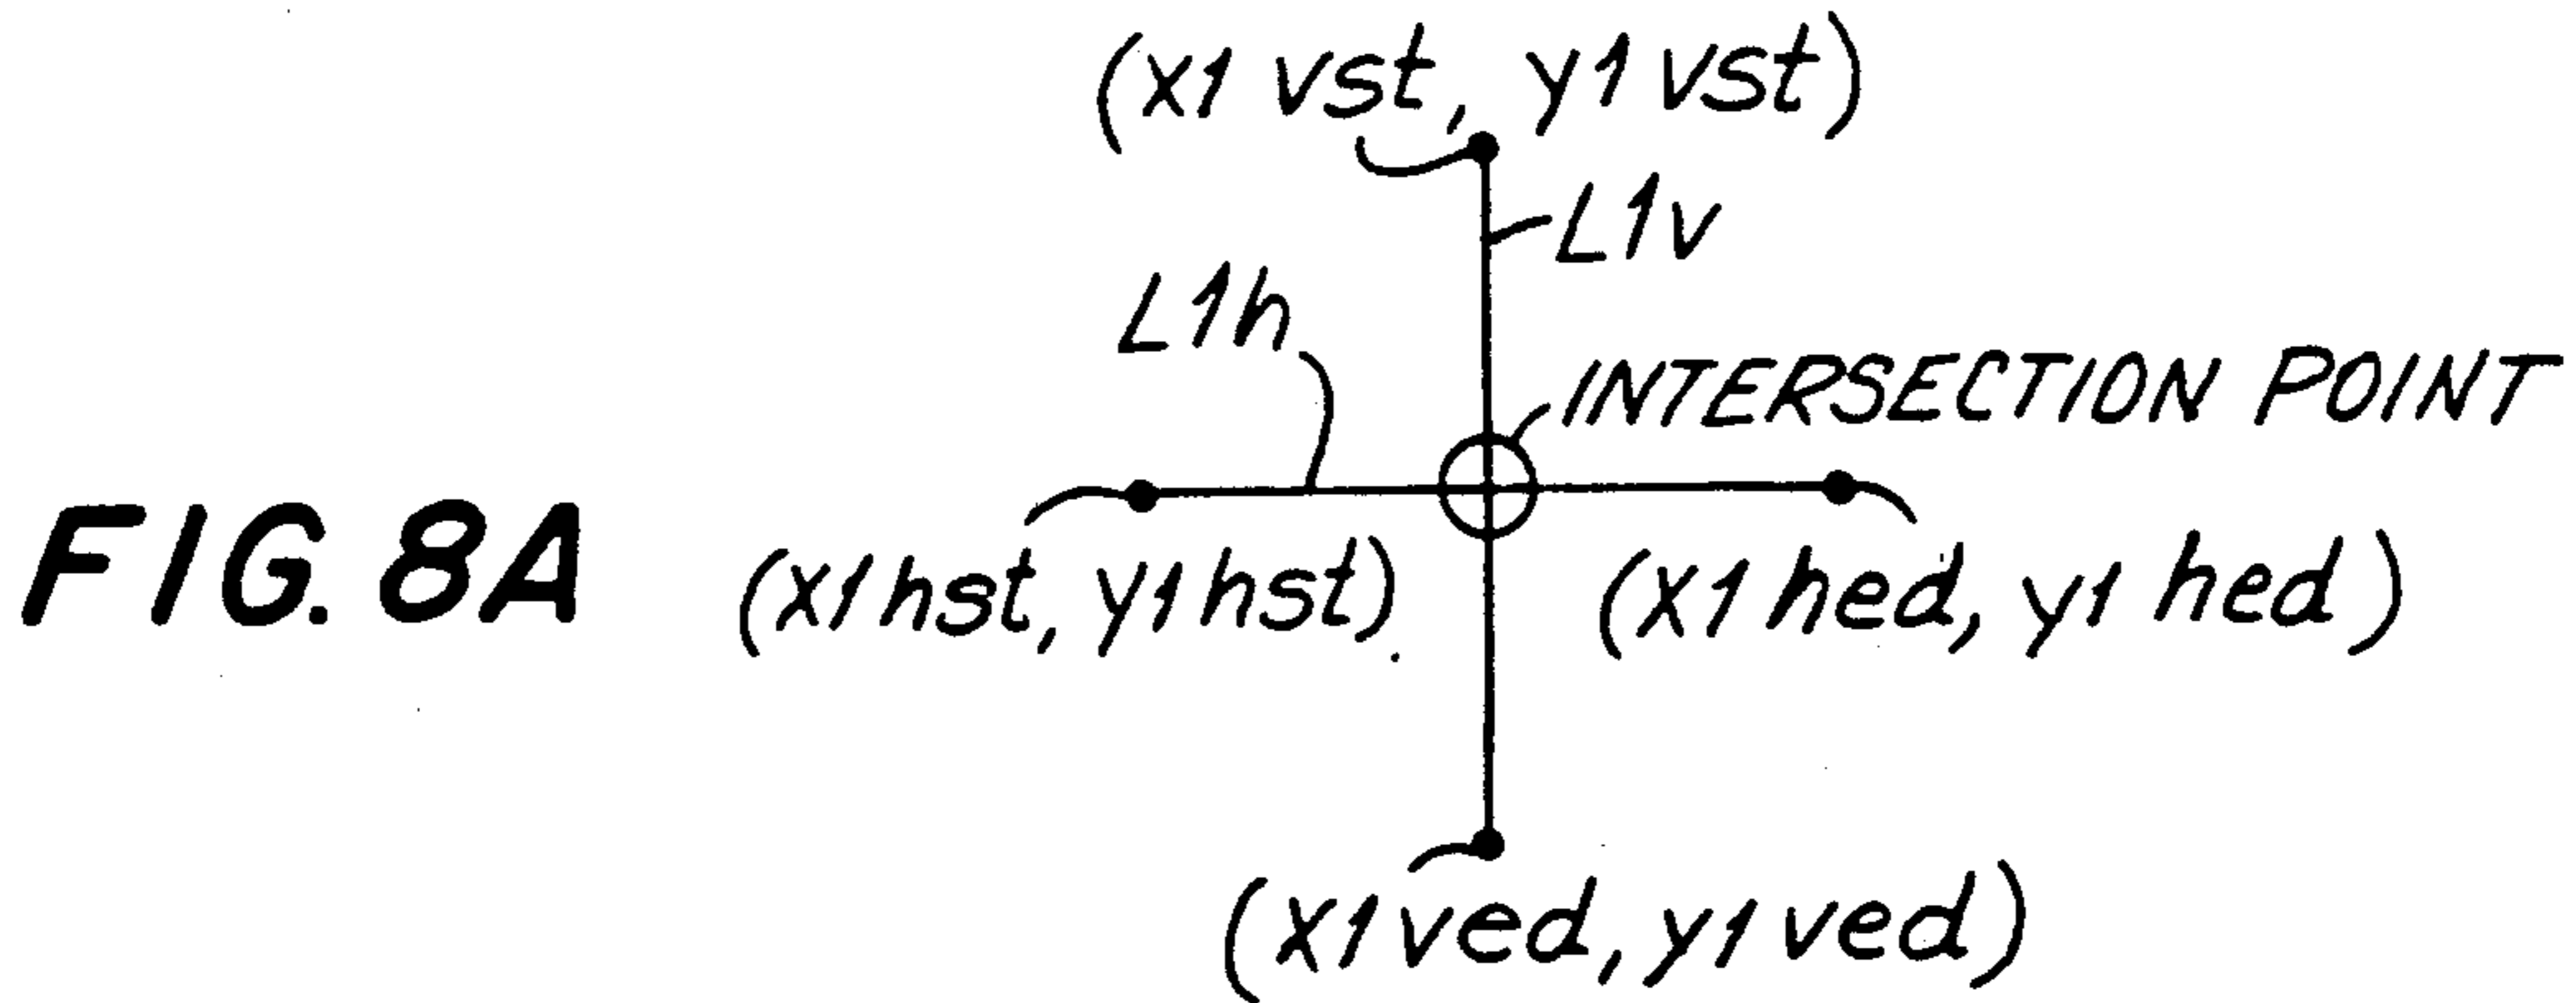 (x1 vst, y1 vst)
L1v
L1h
INTERSECTION POINT
FIG. 8A
(x1 hst, y1 hst)
(x1 hed, y1 hed)
(x1 ved, y1 ved)